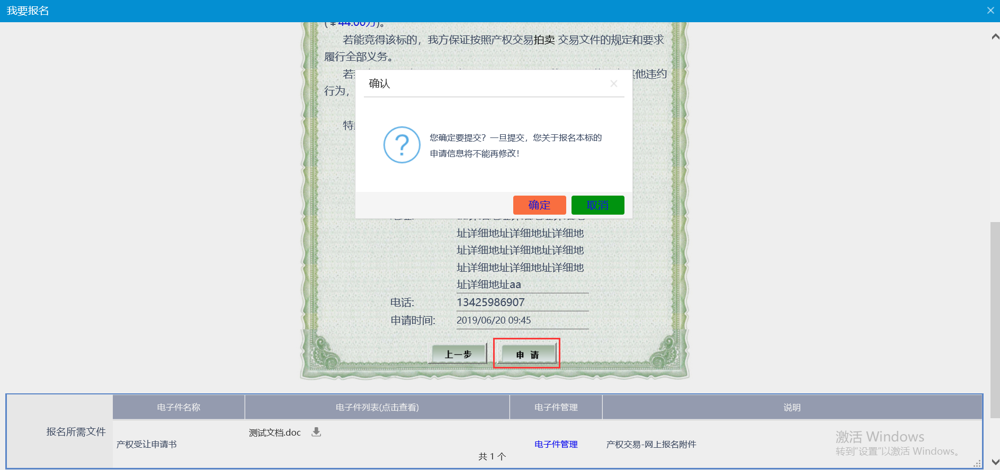 我要报名
(￥44.00万)。
若能竞得该标的，我方保证按照产权交易拍卖 交易文件的规定和要求
履行全部义务。
其他违约
行为，
确认
您确定要提交？一旦提交，您关于报名本标的
申请信息将不能再修改！
确定
取消
址详细地址详细地址详细地
址详细地址详细地址详细地
址详细地址详细地址详细地
址详细地址aa
电话: 13425986907
申请时间: 2019/06/20 09:45
上一步
申 请
报名所需文件
电子件名称 电子件列表(点击查看) 电子件管理 说明
测试文档.doc
产权受让申请书 电子件管理 产权交易-网上报名附件
共 1 个
激活 Windows
转到“设置”以激活 Windows。